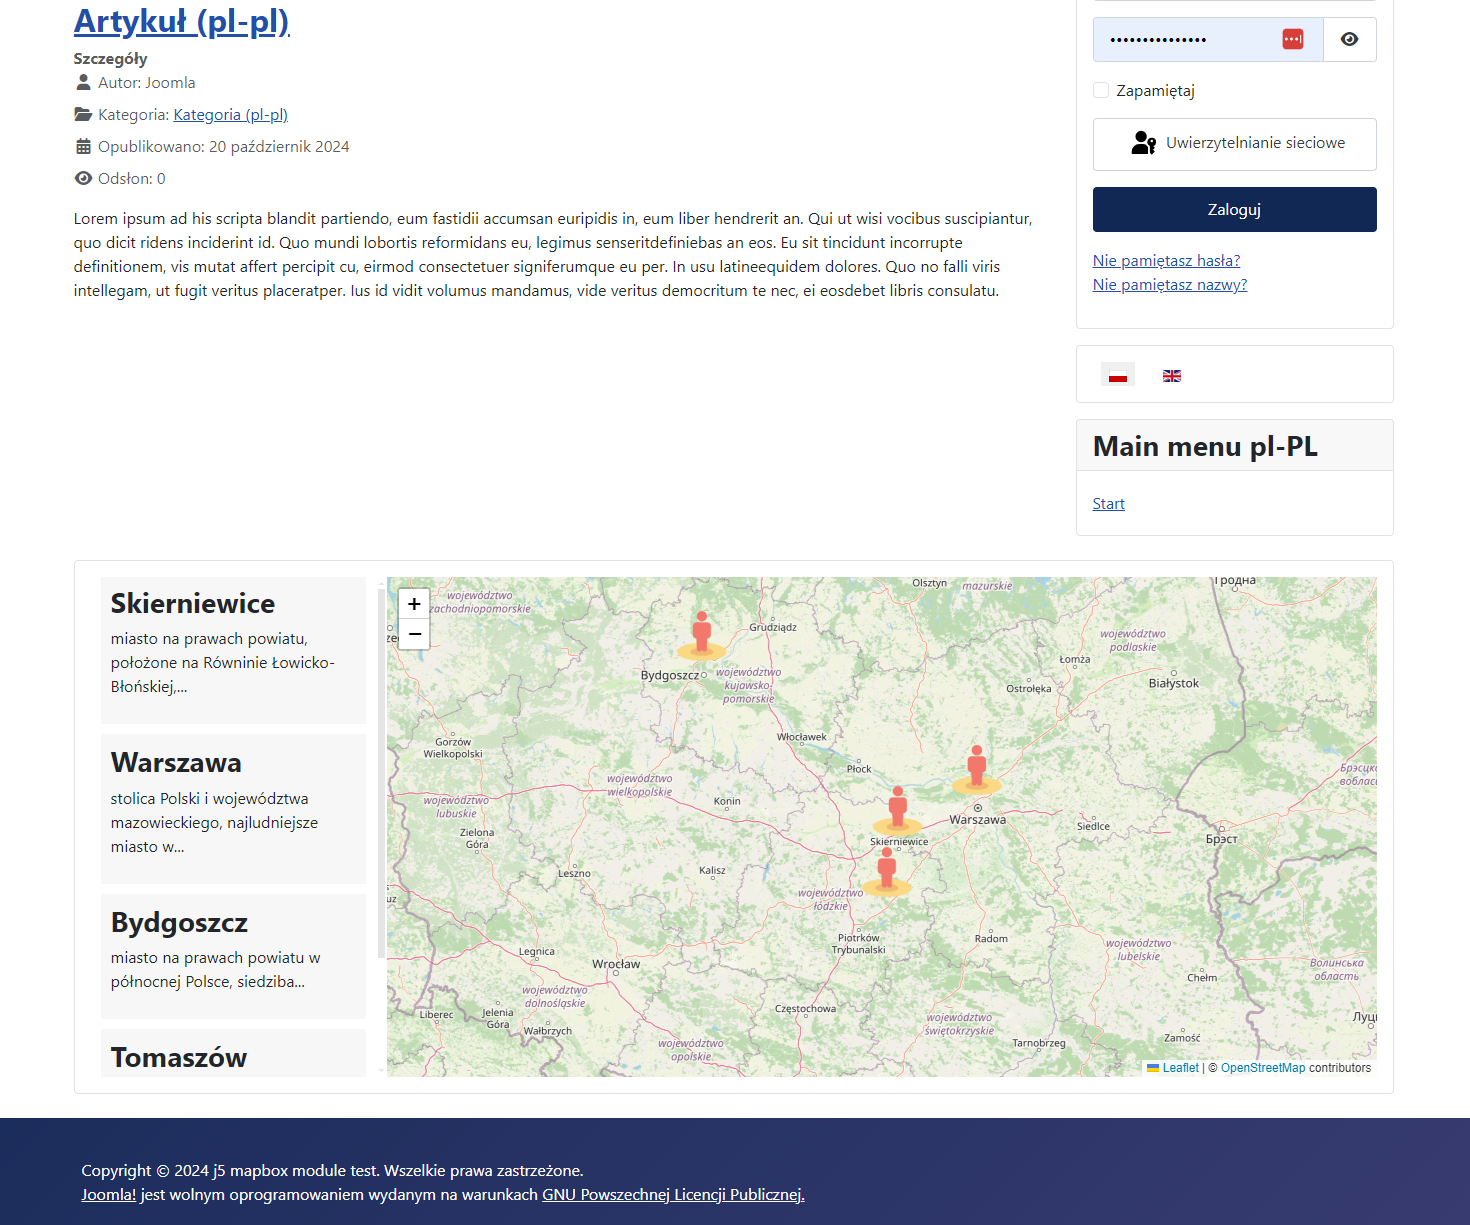 Artykuł (pl-pl)
Szczegóły
Autor: Joomla
Kategoria: Kategoria (pl-pl)
Opublikowano: 20 październik 2024
Odsłon: 0
Lorem ipsum ad his scripta blandit partiendo, eum fastidii accumsan euripidis in, eum liber hendrerit an. Qui ut wisi vocibus suscipiantur,
quo dicit ridens inciderint id. Quo mundi lobortis reformidans eu, legimus senseritdefiniebas an eos. Eu sit tincidunt incorrupte
definitionem, vis mutat affert percipit cu, eirmod consectetuer signiferumque eu per. In usu latineequidem dolores. Quo no falli viris
intellegam, ut fugit veritus placeratper. Ius id vidit volumus mandamus, vide veritus democritum te nec, ei eosdebet libris consulatu.
Zapamiętaj
Uwierzytelnianie sieciowe
Zaloguj
Nie pamiętasz hasła?
Nie pamiętasz nazwy?
Main menu pl-PL
Start
Skierniewice
miasto na prawach powiatu,
położone na Równinie Łowicko-
Błońskiej,...
Warszawa
stolica Polski i województwa
mazowieckiego, najludniejsze
miasto w...
Bydgoszcz
miasto na prawach powiatu w
północnej Polsce, siedziba...
Tomaszów
+
−
województwo
zachodniopomorskie
Olsztyn
mazurskie
Гродна
Grudziądz
województwo
podlaskie
Łomża
Bydgoszcz
województwo
kujawsko-
pomorskie
Ostrołęka
Białystok
Gorzów
Wielkopolski
Włocławek
Płock
Брэсцкая
вобласць
województwo
wielkopolskie
województwo
lubuskie
Konin
Warszawa
Siedlce
Брэст
Zielona
Góra
Skierniewice
Leszno
Kalisz
województwo
łódzkie
Piotrków
Trybunalski
Radom
województwo
lubelskie
Legnica
Wrocław
Chełm
Волинська
область
województwo
dolnośląskie
Liberec
Jelenia
Góra
Wałbrzych
Częstochowa
województwo
świętokrzyskie
Луцьк
województwo
opolskie
Tarnobrzeg
Zamość
Leaflet | © OpenStreetMap contributors
Copyright © 2024 j5 mapbox module test. Wszelkie prawa zastrzeżone.
Joomla! jest wolnym oprogramowaniem wydanym na warunkach GNU Powszechnej Licencji Publicznej.